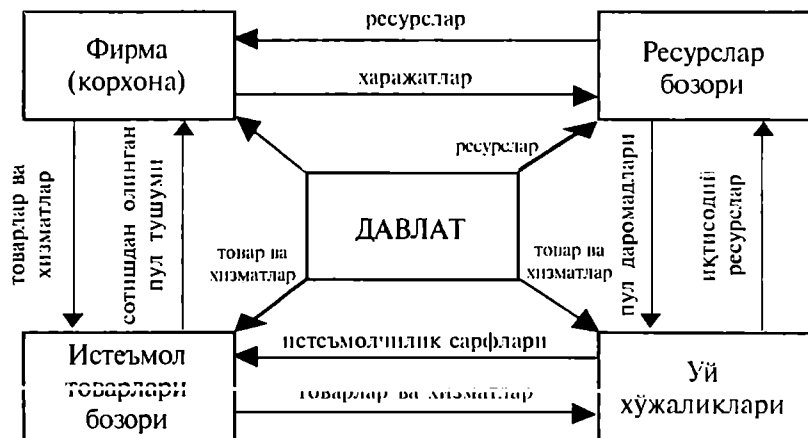 ресурслар
Фирма
(корхона)
харажатлар
Ресурслар
бозори
товарлар ва
хизматлар
сотишдан олинган
пул тушуми
ресурслар
ДАВЛАТ
товар ва
хизматлар
товар ва
хизматлар
пул даромадлари
иқтисодий
ресурслар
истеъмолчилик сарфлари
Истеъмол
товарлари
бозори
товарлар ва хизматлар
Уй
хўжаликлари